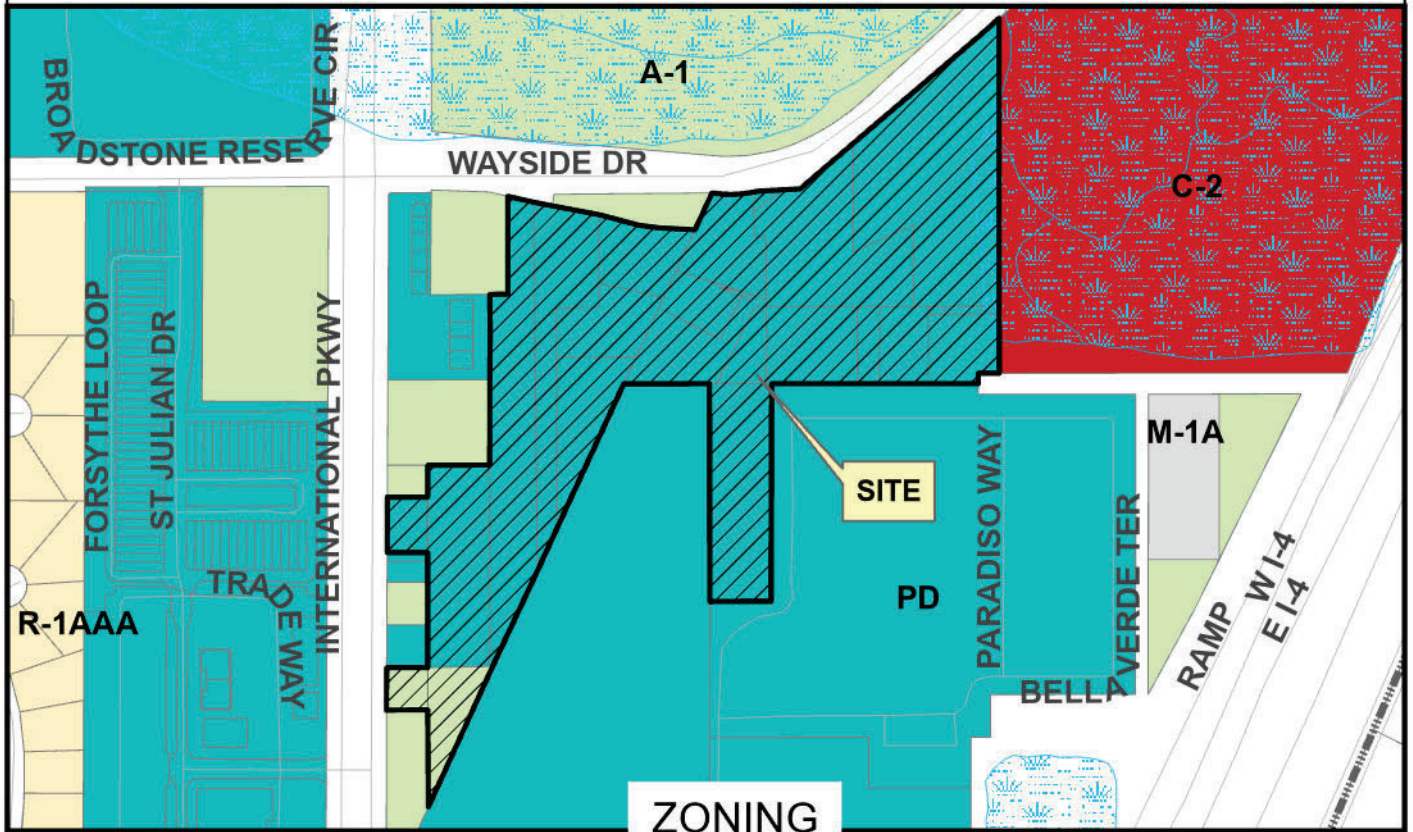 A-1
BROADSTONE RESERVE CIR
WAYSIDE DR
C-2
FORSYTHE LOOP
ST JULIAN DR
INTERNATIONAL PKWY
M-1A
SITE
PARADISO WAY
W I-4
E I-4
TRADE WAY
PD
R-1AAA
BELLA VERDE TER
RAMP
ZONING